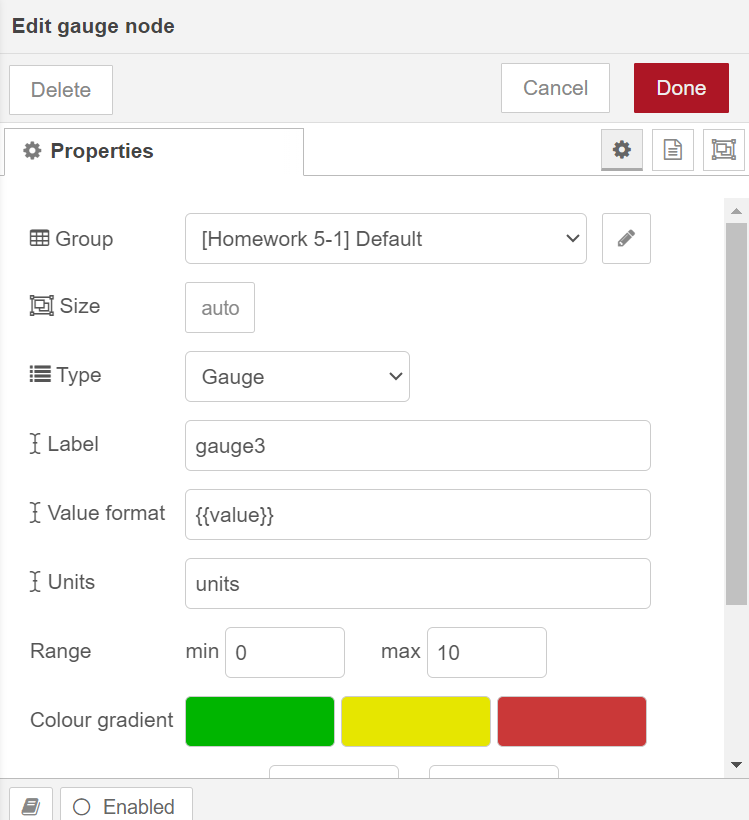 Edit gauge node
Delete
Cancel
Done
Properties
Group
[Homework 5-1] Default
Size
auto
Type
Gauge
Label
gauge3
Value format
{{value}}
Units
units
Range
min
0
max
10
Colour gradient
Enabled